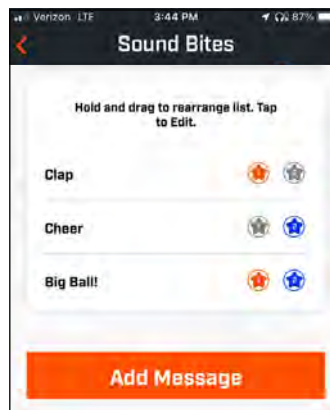 Verizon LTE 3:44 PM 87%
Sound Bites
Hold and drag to rearrange list. Tap
to Edit.
Clap
Cheer
Big Ball!
Add Message